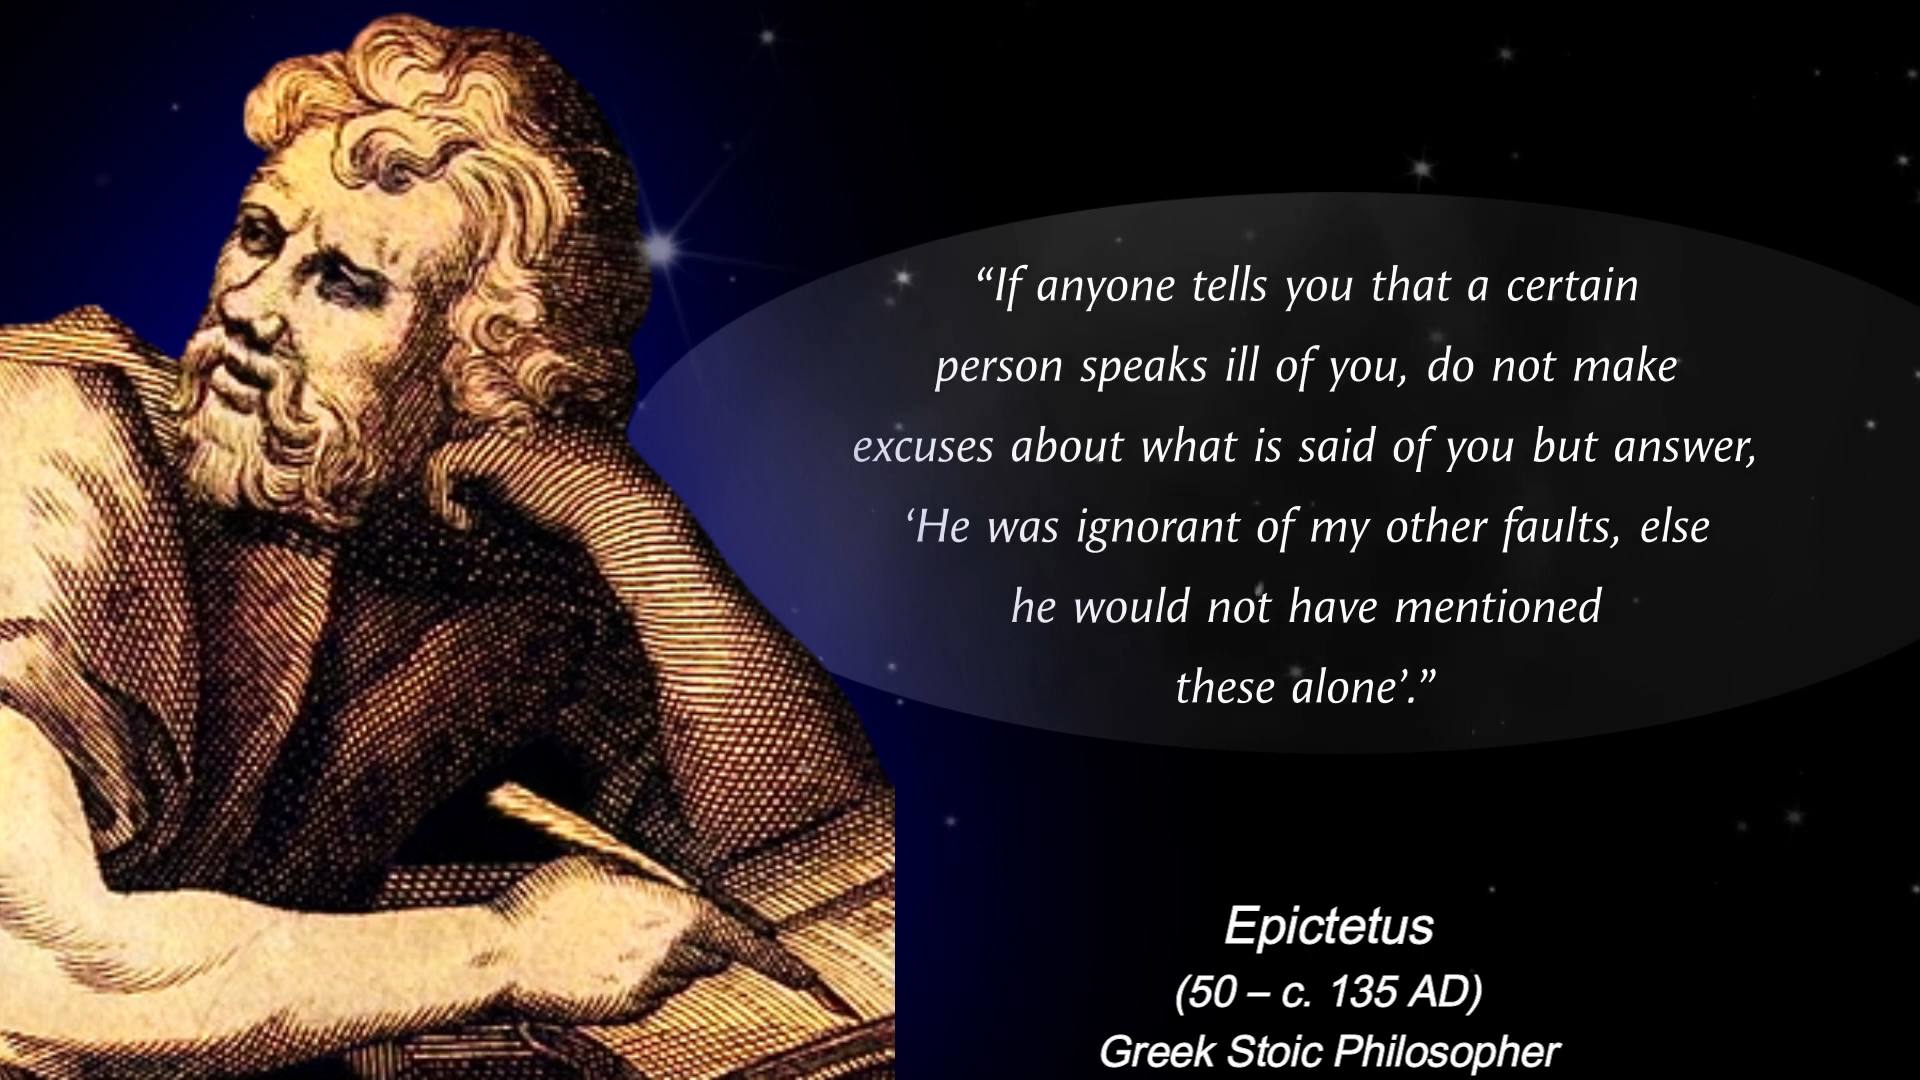 “If anyone tells you that a certain
person speaks ill of you, do not make
excuses about what is said of you but answer,
‘He was ignorant of my other faults, else
he would not have mentioned
these alone’.”
Epictetus
(50 – c. 135 AD)
Greek Stoic Philosopher